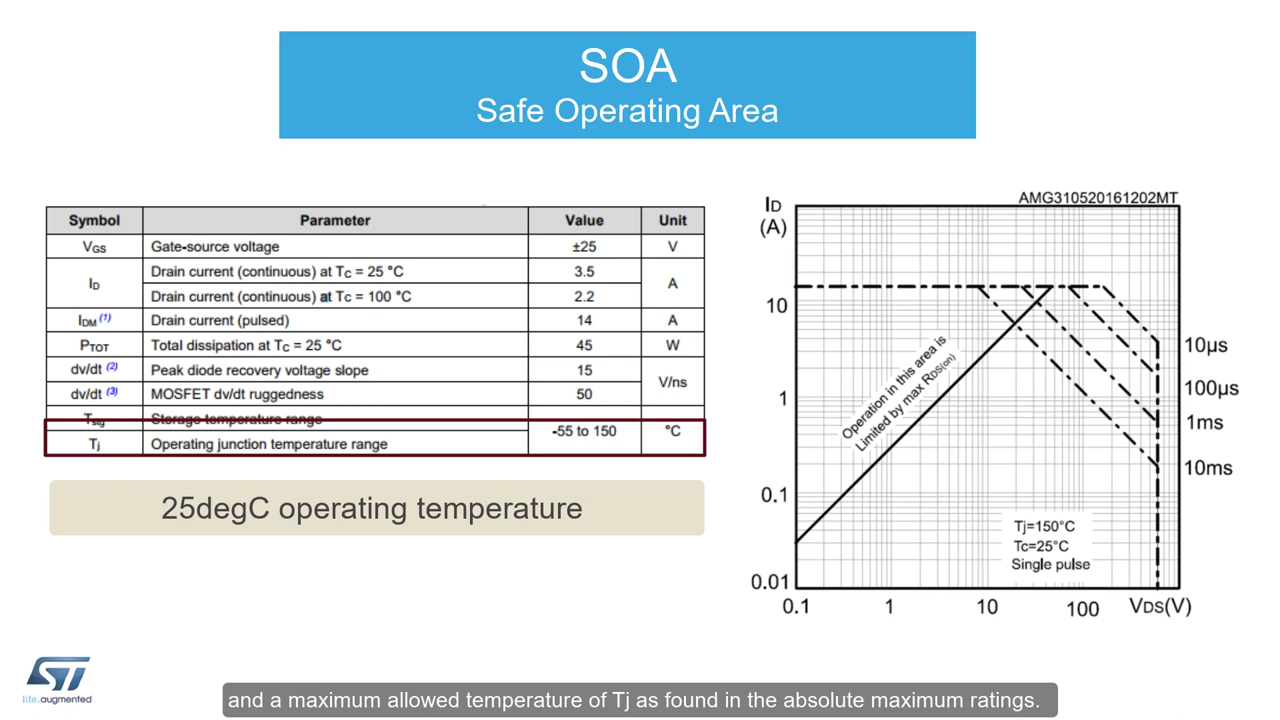 SOA
Safe Operating Area
Symbol Parameter Value Unit
VGS Gate-source voltage ±25 V
ID Drain current (continuous) at TC = 25 °C 3.5 A
Drain current (continuous) at TC = 100 °C 2.2
IDM (1) Drain current (pulsed) 14 A
PTOT Total dissipation at TC = 25 °C 45 W
dv/dt (2) Peak diode recovery voltage slope 15 V/ns
dv/dt (3) MOSFET dv/dt ruggedness 50
Tstg Storage temperature range -55 to 150 °C
Tj Operating junction temperature range
25degC operating temperature
AMG310520161202MT
ID
(A)
10
1
0.1
0.01
Operation in this area is
Limited by max RDS(on)
10µs
100µs
1ms
10ms
Tj=150°C
Tc=25°C
Single pulse
0.1 1 10 100 VDS(V)
ST
life.augmented
and a maximum allowed temperature of Tj as found in the absolute maximum ratings.